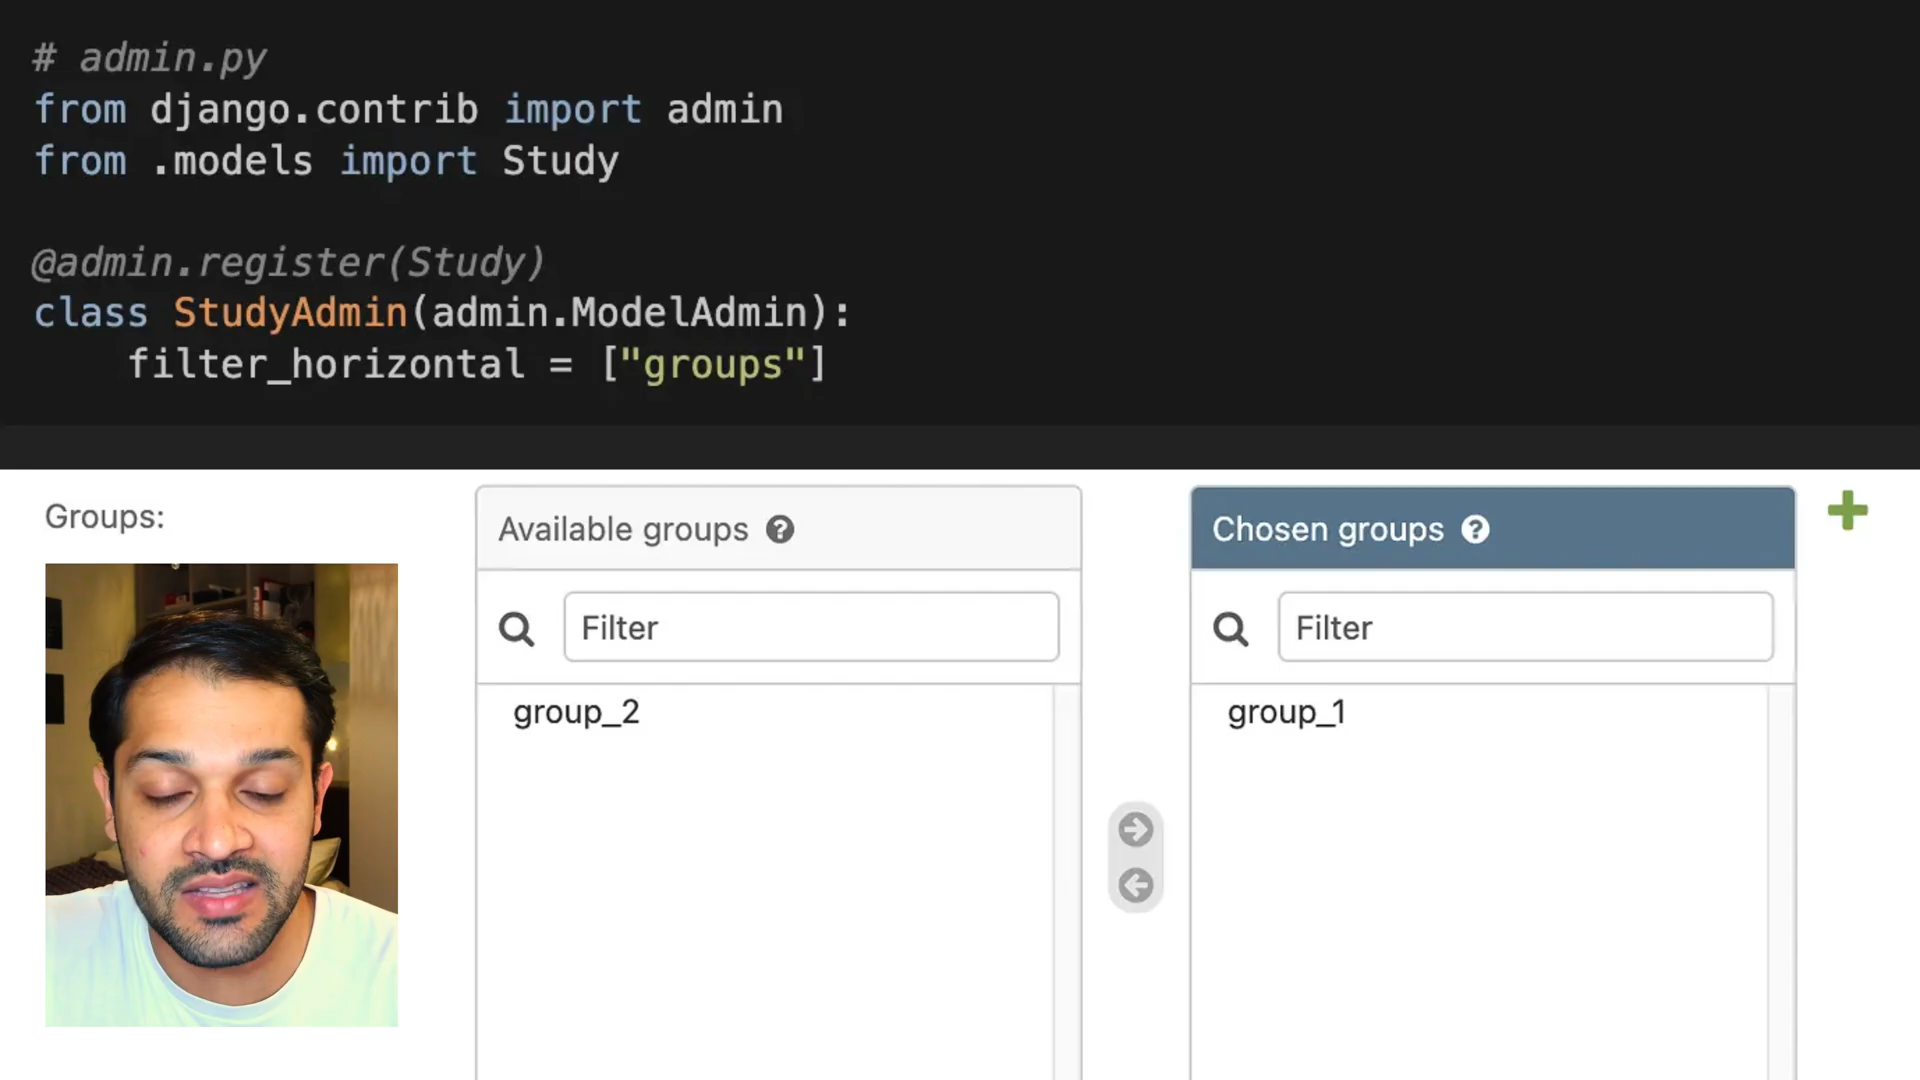 # admin.py
from django.contrib import admin
from .models import Study
@admin.register(Study)
class StudyAdmin(admin.ModelAdmin):
    filter_horizontal = ["groups"]
Groups:
Available groups ?
Chosen groups ?
Filter
Filter
group_2
group_1